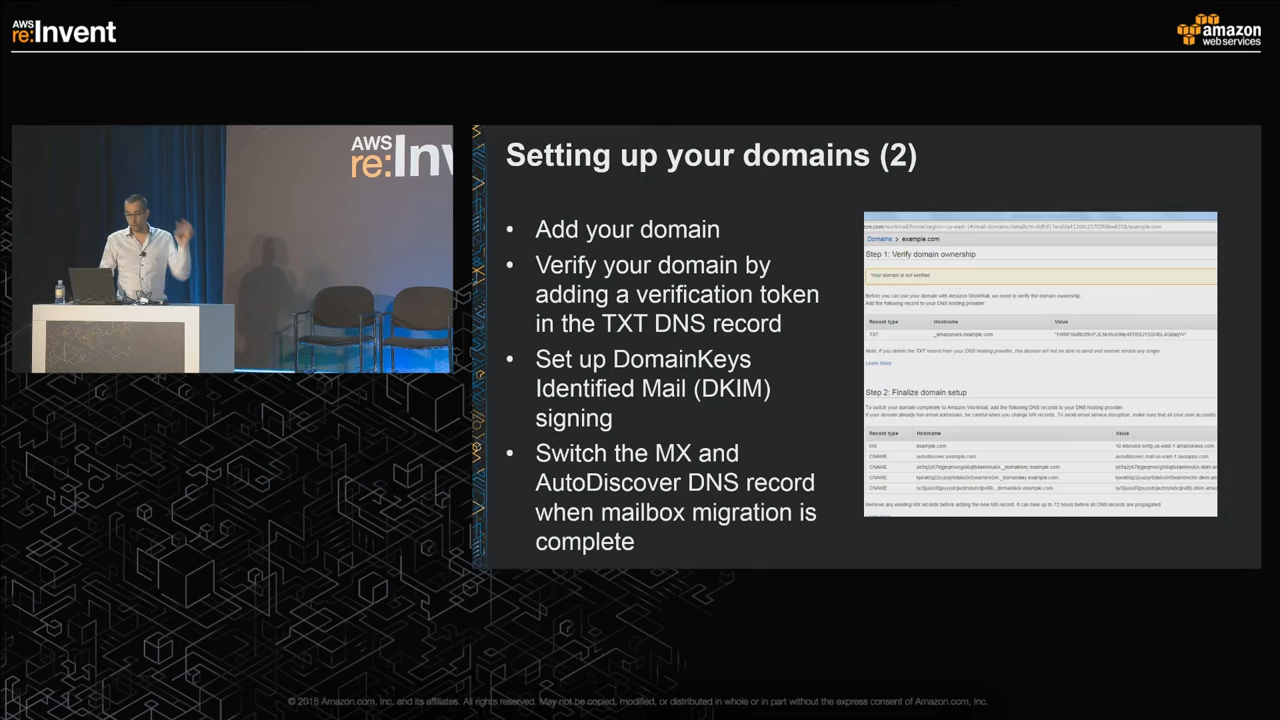 AWS
re:Invent
amazon
web services
AWS
re:Inv
Setting up your domains (2)
• Add your domain
• Verify your domain by
adding a verification token
in the TXT DNS record
• Set up DomainKeys
Identified Mail (DKIM)
signing
• Switch the MX and
AutoDiscover DNS record
when mailbox migration is
complete
Domains > example.com
Step 1: Verify domain ownership
Your domain is not verified.
Before you can use your domain with Amazon WorkMail, we need to verify the domain ownership.
Add the following record to your DNS hosting provider
Record type Hostname Value
TXT _amazonses.example.com
Note: if you delete the TXT record from your DNS hosting provider, this domain will not be able to send and receive emails any longer.
Learn More
Step 2: Finalize domain setup
To switch your domain completely to Amazon WorkMail, add the following DNS records to your DNS hosting provider.
If your domain already has email addresses, be careful when you change MX records. To avoid email service disruption, make sure that all your user accounts
Record type Hostname Value
MX example.com. 10 inbound-smtp.us-east-1.amazonaws.com.
CNAME autodiscover.example.com. autodiscover.mail.us-east-1.awsapps.com.
CNAME
CNAME
CNAME
Remove any existing MX records before adding the new MX record. It can take up to 72 hours before all DNS records are propagated.
© 2015 Amazon.com, Inc. and its affiliates. All rights reserved. May not be copied, modified, or distributed in whole or in part without the express consent of Amazon.com, Inc.